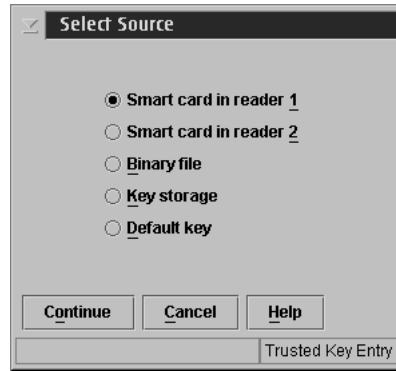 Select Source
Smart card in reader 1
Smart card in reader 2
Binary file
Key storage
Default key
Continue Cancel Help
Trusted Key Entry